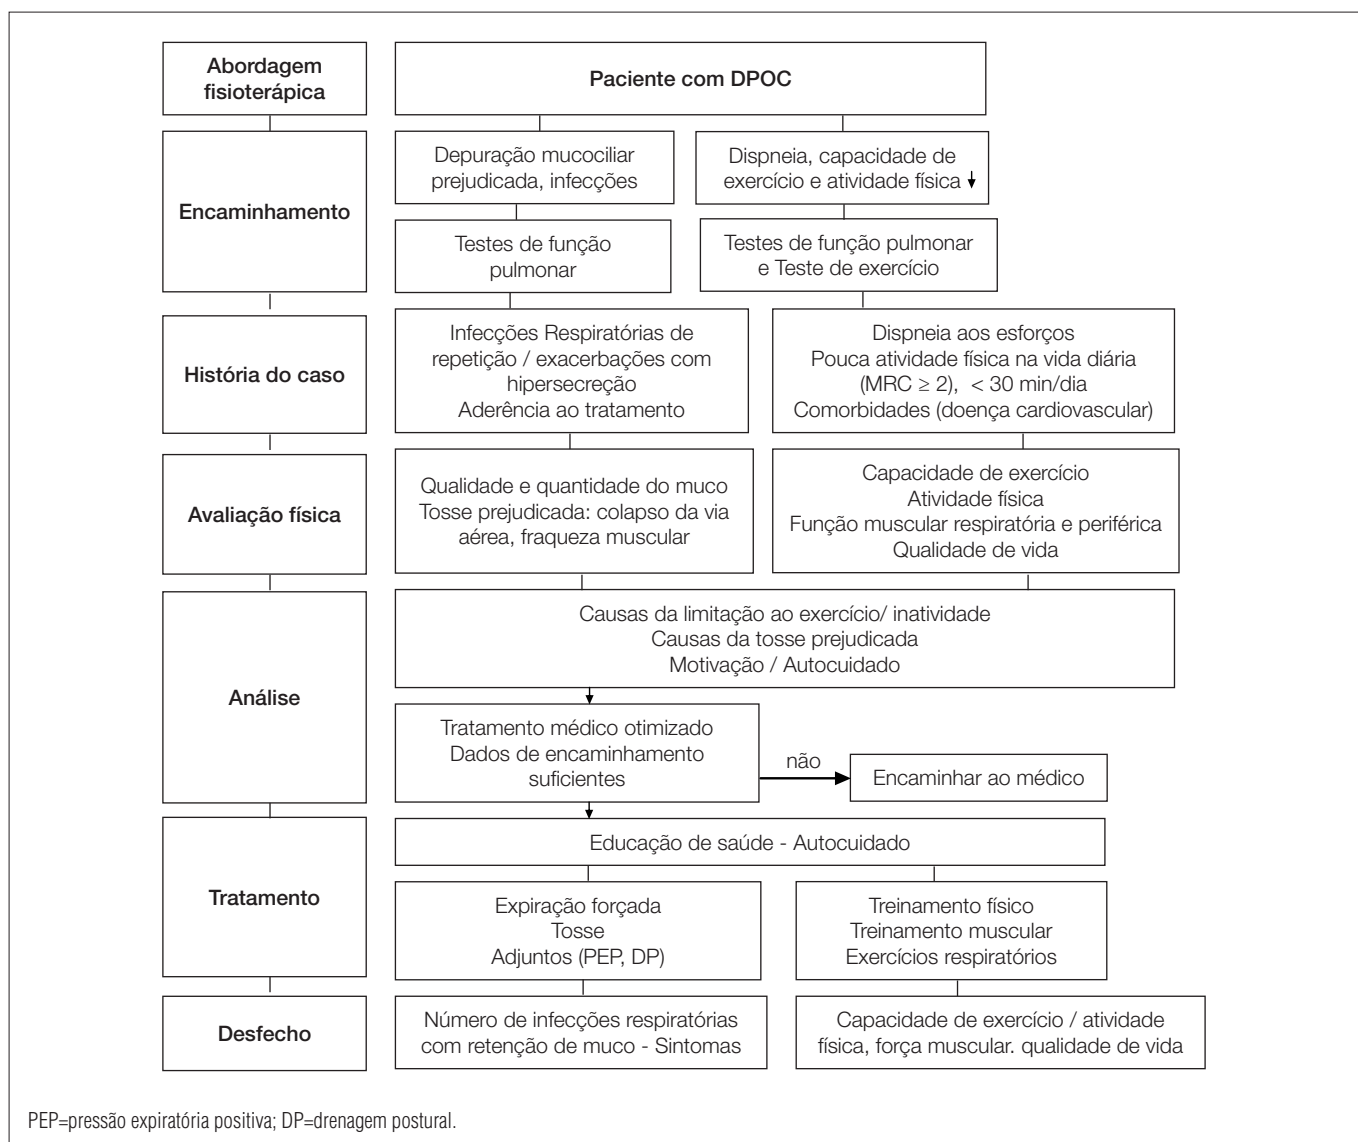 Abordagem
fisioterápica
Paciente com DPOC
Encaminhamento
Depuração mucociliar
prejudicada, infecções
Dispneia, capacidade de
exercício e atividade física ↓
Testes de função
pulmonar
Testes de função pulmonar
e Teste de exercício
História do caso
Infecções Respiratórias de
repetição / exacerbações com
hipersecreção
Aderência ao tratamento
Dispneia aos esforços
Pouca atividade física na vida diária
(MRC ≥ 2), < 30 min/dia
Comorbidades (doença cardiovascular)
Avaliação física
Qualidade e quantidade do muco
Tosse prejudicada: colapso da via
aérea, fraqueza muscular
Capacidade de exercício
Atividade física
Função muscular respiratória e periférica
Qualidade de vida
Análise
Causas da limitação ao exercício/ inatividade
Causas da tosse prejudicada
Motivação / Autocuidado
Tratamento médico otimizado
Dados de encaminhamento
suficientes
não
Encaminhar ao médico
Tratamento
Educação de saúde - Autocuidado
Expiração forçada
Tosse
Adjuntos (PEP, DP)
Treinamento físico
Treinamento muscular
Exercícios respiratórios
Desfecho
Número de infecções respiratórias
com retenção de muco - Sintomas
Capacidade de exercício / atividade
física, força muscular. qualidade de vida
PEP=pressão expiratória positiva; DP=drenagem postural.